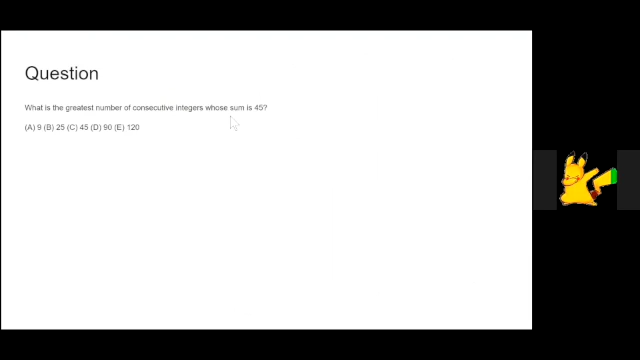 Question
What is the greatest number of consecutive integers whose sum is 45?
(A) 9 (B) 25 (C) 45 (D) 90 (E) 120